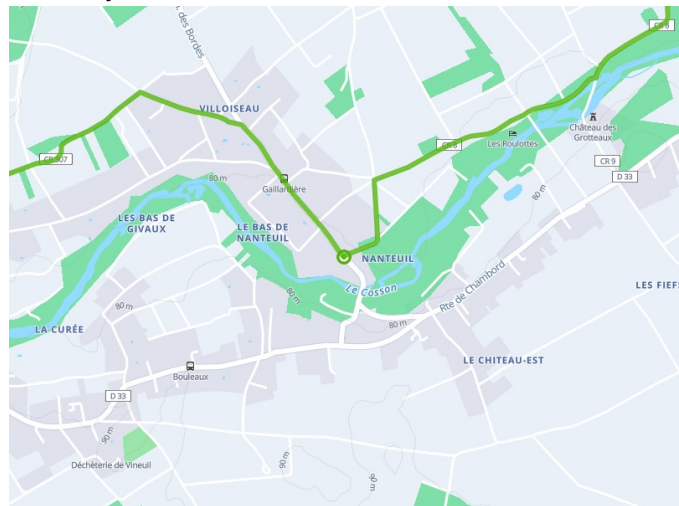 des Bordes
CR 8
VILLOISEAU
Château des
Grotteaux
Les Roulottes
CR 8
CR 9
D 33
Gaillardière
80 m
80 m
LES BAS DE
GIVAUX
LE BAS DE
NANTEUIL
NANTEUIL
Rte de Chambord
Le Cosson
LES FIEFS
80 m
80 m
80 m
LA CURÉE
LE CHITEAU-EST
Bouleaux
D 33
90 m
90 m
90 m
Déchèterie de Vineuil